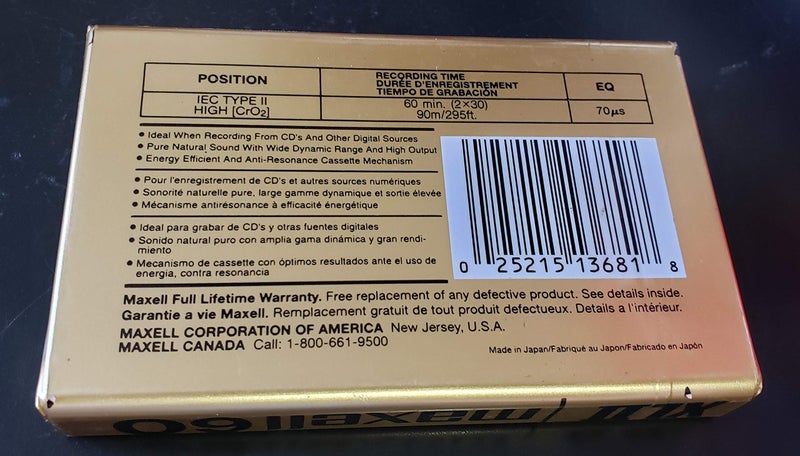 POSITION
RECORDING TIME
DURÉE D'ENREGISTREMENT
TIEMPO DE GRABACIÓN
EQ
IEC TYPE II
HIGH [CrO2]
60 min. (2×30)
90m/295ft.
70µs
• Ideal When Recording From CD's And Other Digital Sources
• Pure Natural Sound With Wide Dynamic Range And High Output
• Energy Efficient And Anti-Resonance Cassette Mechanism
• Pour l'enregistrement de CD's et autres sources numériques
• Sonorité naturelle pure, large gamme dynamique et sortie élevée
• Mécanisme antirésonance à efficacité énergétique
• Ideal para grabar de CD's y otras fuentes digitales
• Sonido natural puro con amplia gama dinámica y gran rendi-
miento
• Mecanismo de cassette con óptimos resultados ante el uso de
energía, contra resonancia
0 25215 13681 8
Maxell Full Lifetime Warranty. Free replacement of any defective product. See details inside.
Garantie a vie Maxell. Remplacement gratuit de tout produit defectueux. Details a l'intérieur.
MAXELL CORPORATION OF AMERICA New Jersey, U.S.A.
MAXELL CANADA Call: 1-800-661-9500
Made in Japan/Fabriqué au Japon/Fabricado en Japón
XLII maxell 60